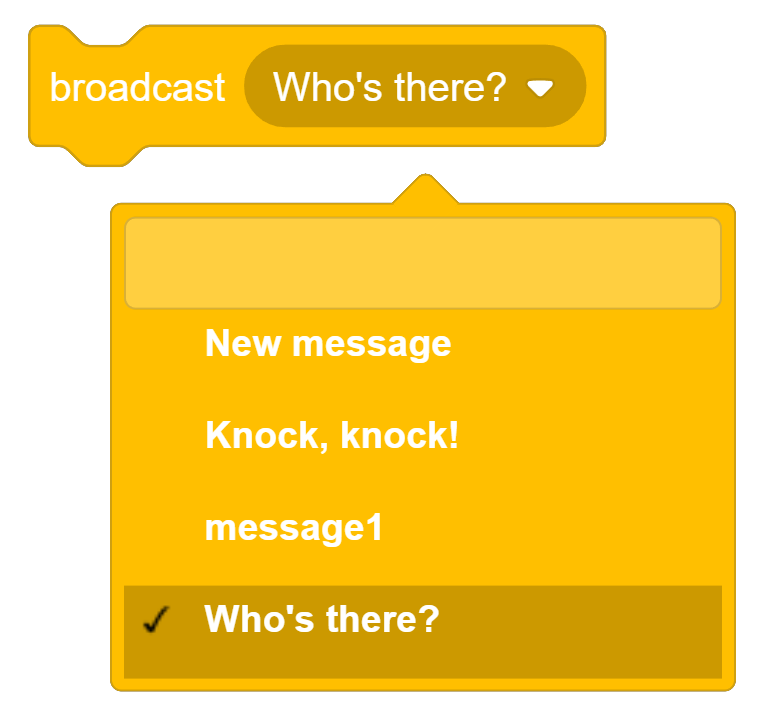 broadcast Who's there?
New message
Knock, knock!
message1
✓ Who's there?